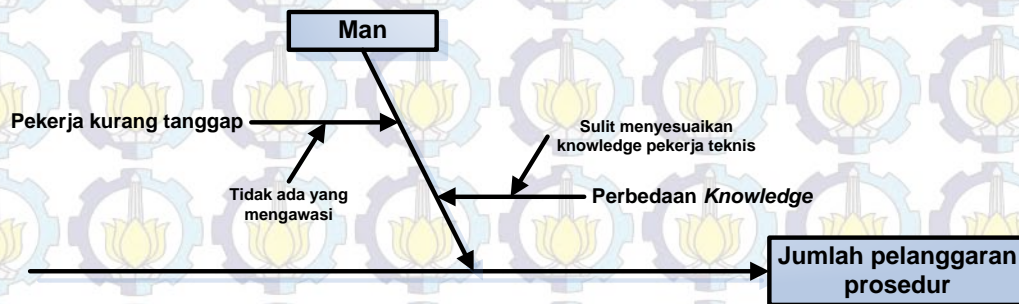 Man
Pekerja kurang tanggap
Sulit menyesuaikan
knowledge pekerja teknis
Tidak ada yang
mengawasi
Perbedaan Knowledge
Jumlah pelanggaran
prosedur